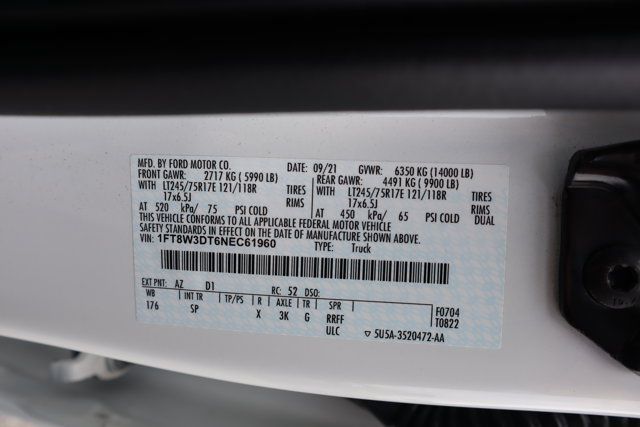 MFD. BY FORD MOTOR CO. DATE: 09/21 GVWR: 6350 KG (14000 LB)
FRONT GAWR: 2717 KG ( 5990 LB) REAR GAWR: 4491 KG ( 9900 LB)
WITH LT245/75R17E 121/118R TIRES WITH LT245/75R17E 121/118R TIRES
17x6.5J RIMS 17x6.5J RIMS
AT 520 kPa/ 75 PSI COLD AT 450 kPa/ 65 PSI COLD DUAL
THIS VEHICLE CONFORMS TO ALL APPLICABLE FEDERAL MOTOR VEHICLE
SAFETY STANDARDS IN EFFECT ON THE DATE OF MANUFACTURE SHOWN ABOVE.
VIN: 1FT8W3DT6NEC61960 TYPE: Truck
EXT PNT: AZ D1 RC: 52 DSO:
WB INT TR TP/PS R AXLE TR SPR F0704
176 SP X 3K G RRFF T0822
ULC 5U5A-3520472-AA